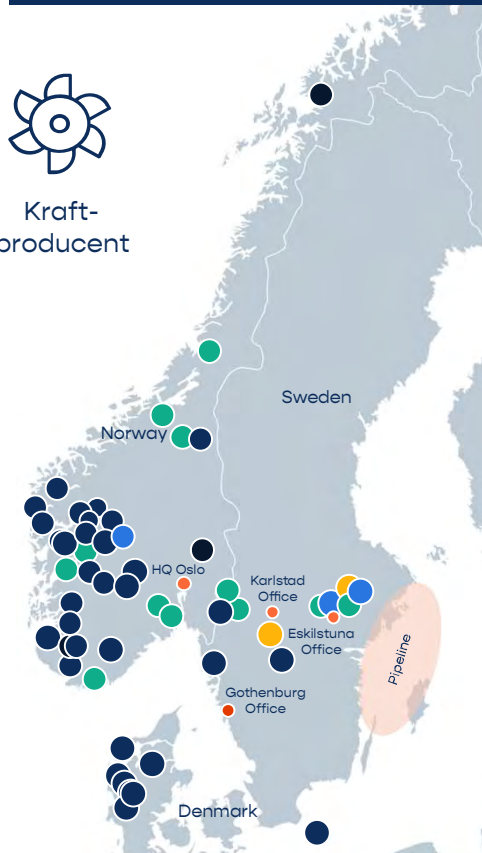 Kraft-
producent
Sweden
Norway
HQ Oslo
Karlstad
Office
Eskilstuna
Office
Pipeline
Gothenburg
Office
Denmark